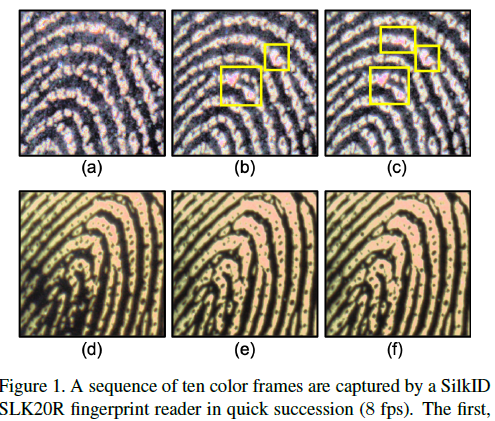 (a) (b) (c)
(d) (e) (f)
Figure 1. A sequence of ten color frames are captured by a SilkID
SLK20R fingerprint reader in quick succession (8 fps). The first,